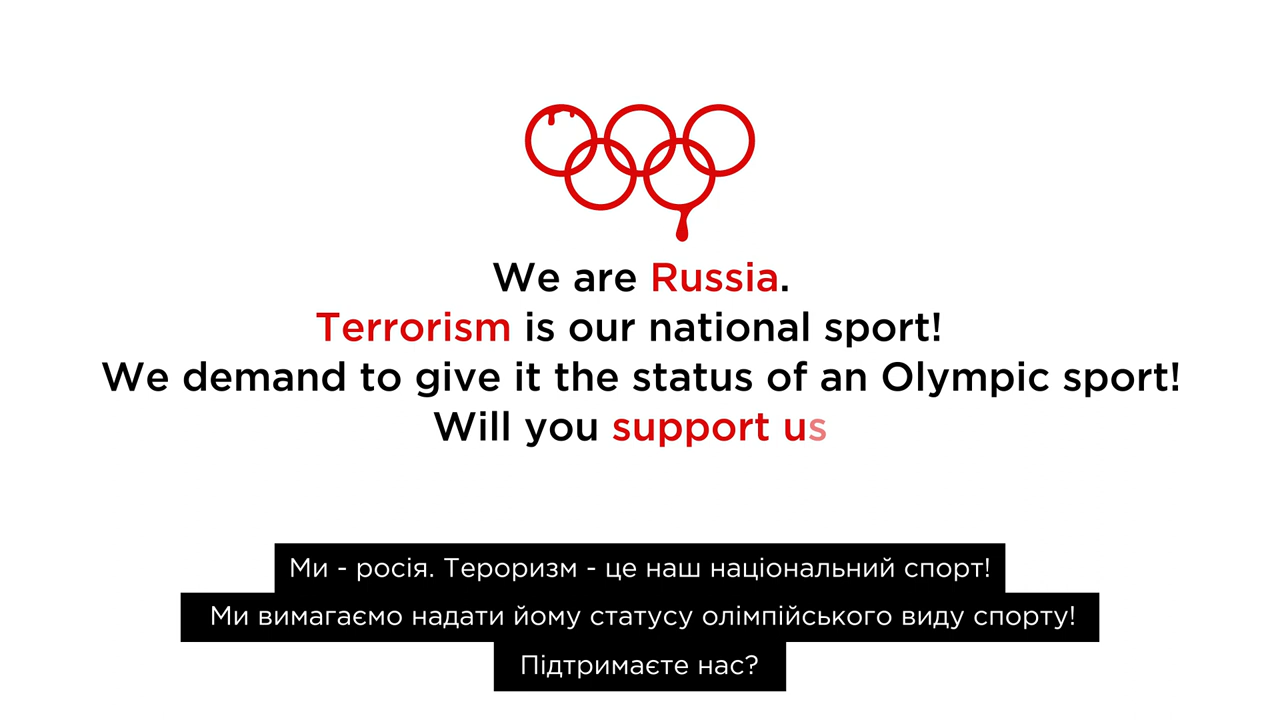 We are Russia.
Terrorism is our national sport!
We demand to give it the status of an Olympic sport!
Will you support us
Ми - росія. Тероризм - це наш національний спорт!
Ми вимагаємо надати йому статусу олімпійського виду спорту!
Підтримаєте нас?